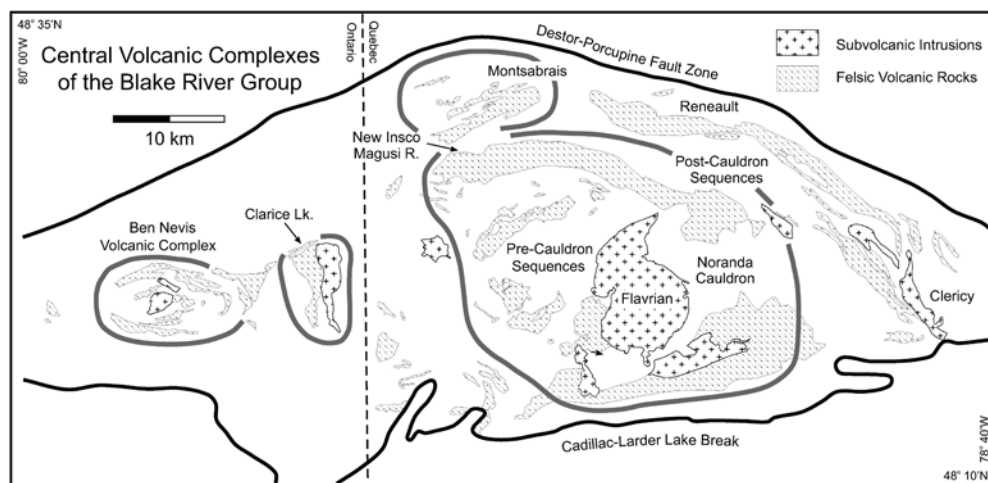 48° 35'N
80° 00'W
Central Volcanic Complexes
of the Blake River Group
10 km
Ontario
Quebec
Destor-Porcupine Fault Zone
Subvolcanic Intrusions
Felsic Volcanic Rocks
Montsabrais
Reneault
New Insco
Magusi R.
Post-Cauldron
Sequences
Clarice Lk.
Ben Nevis
Volcanic Complex
Pre-Cauldron
Sequences
Noranda
Cauldron
Flavrian
Clericy
Cadillac-Larder Lake Break
78° 40'W
48° 10'N